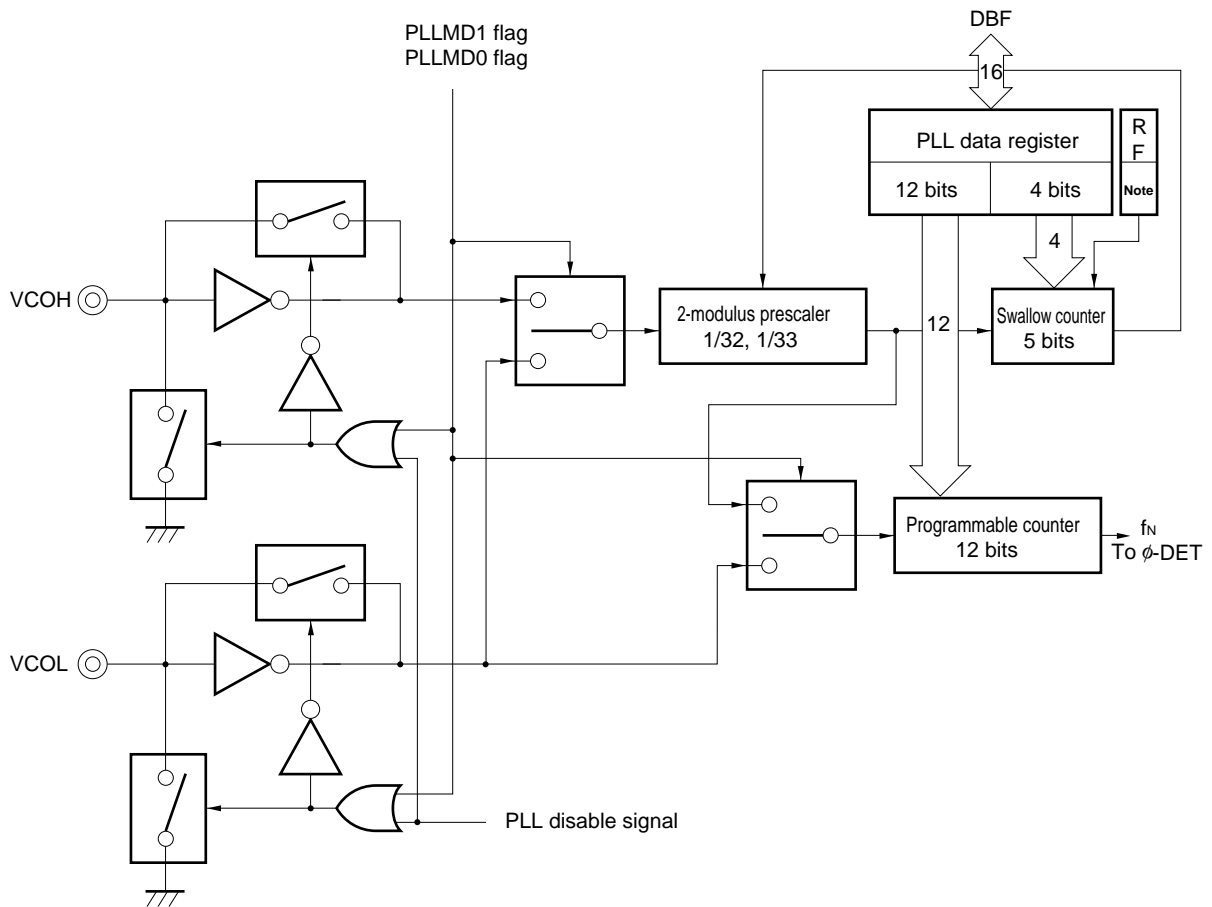 PLLMD1 flag
PLLMD0 flag
DBF
16
PLL data register
12 bits
4 bits
R
F
Note
4
VCOH
2-modulus prescaler
1/32, 1/33
12
Swallow counter
5 bits
Programmable counter
12 bits
fN
To ϕ-DET
VCOL
PLL disable signal